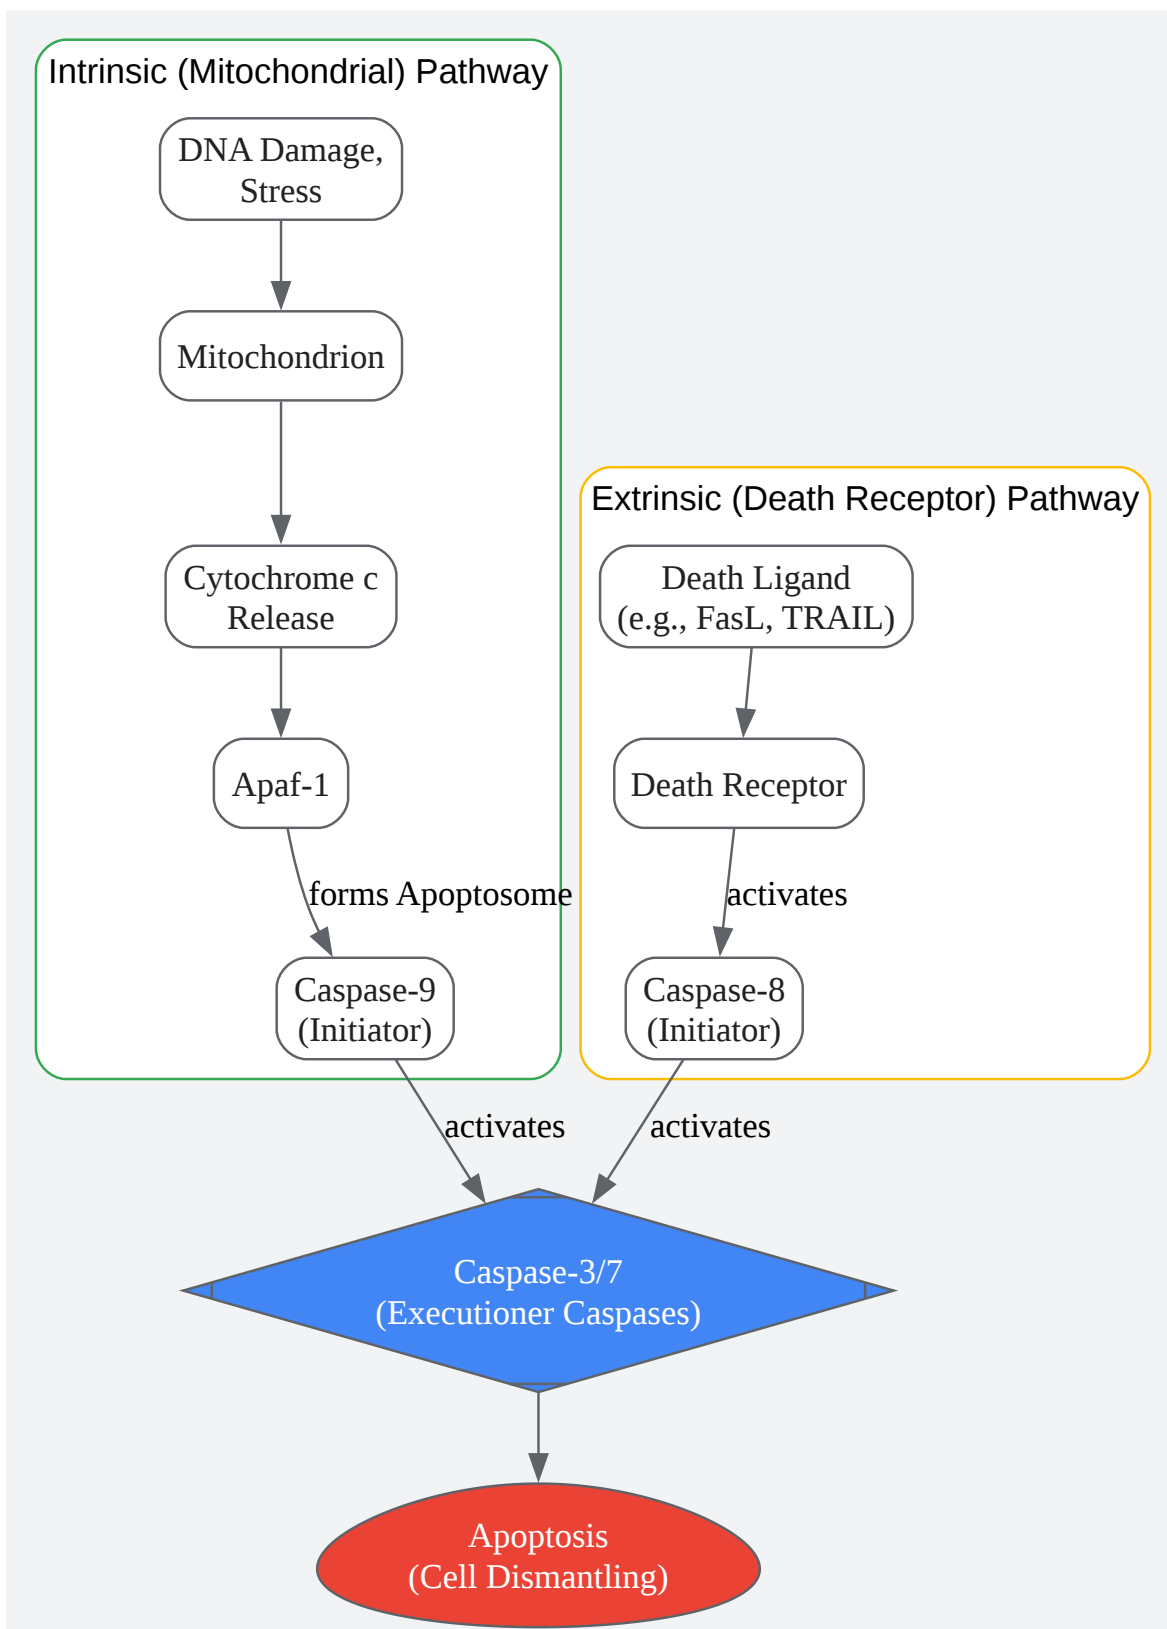 Intrinsic (Mitochondrial) Pathway
DNA Damage,
Stress
Mitochondrion
Cytochrome c
Release
Apaf-1
forms Apoptosome
Caspase-9
(Initiator)
activates
Extrinsic (Death Receptor) Pathway
Death Ligand
(e.g., FasL, TRAIL)
Death Receptor
activates
Caspase-8
(Initiator)
activates
Caspase-3/7
(Executioner Caspases)
Apoptosis
(Cell Dismantling)